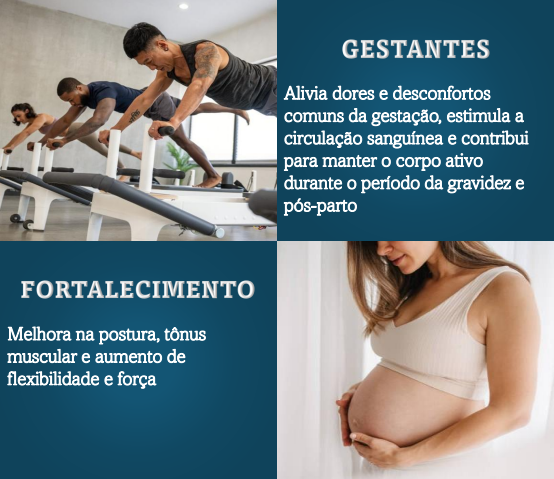 GESTANTES
Alivia dores e desconfortos
comuns da gestação, estimula a
circulação sanguínea e contribui
para manter o corpo ativo
durante o período da gravidez e
pós-parto
FORTALECIMENTO
Melhora na postura, tônus
muscular e aumento de
flexibilidade e força